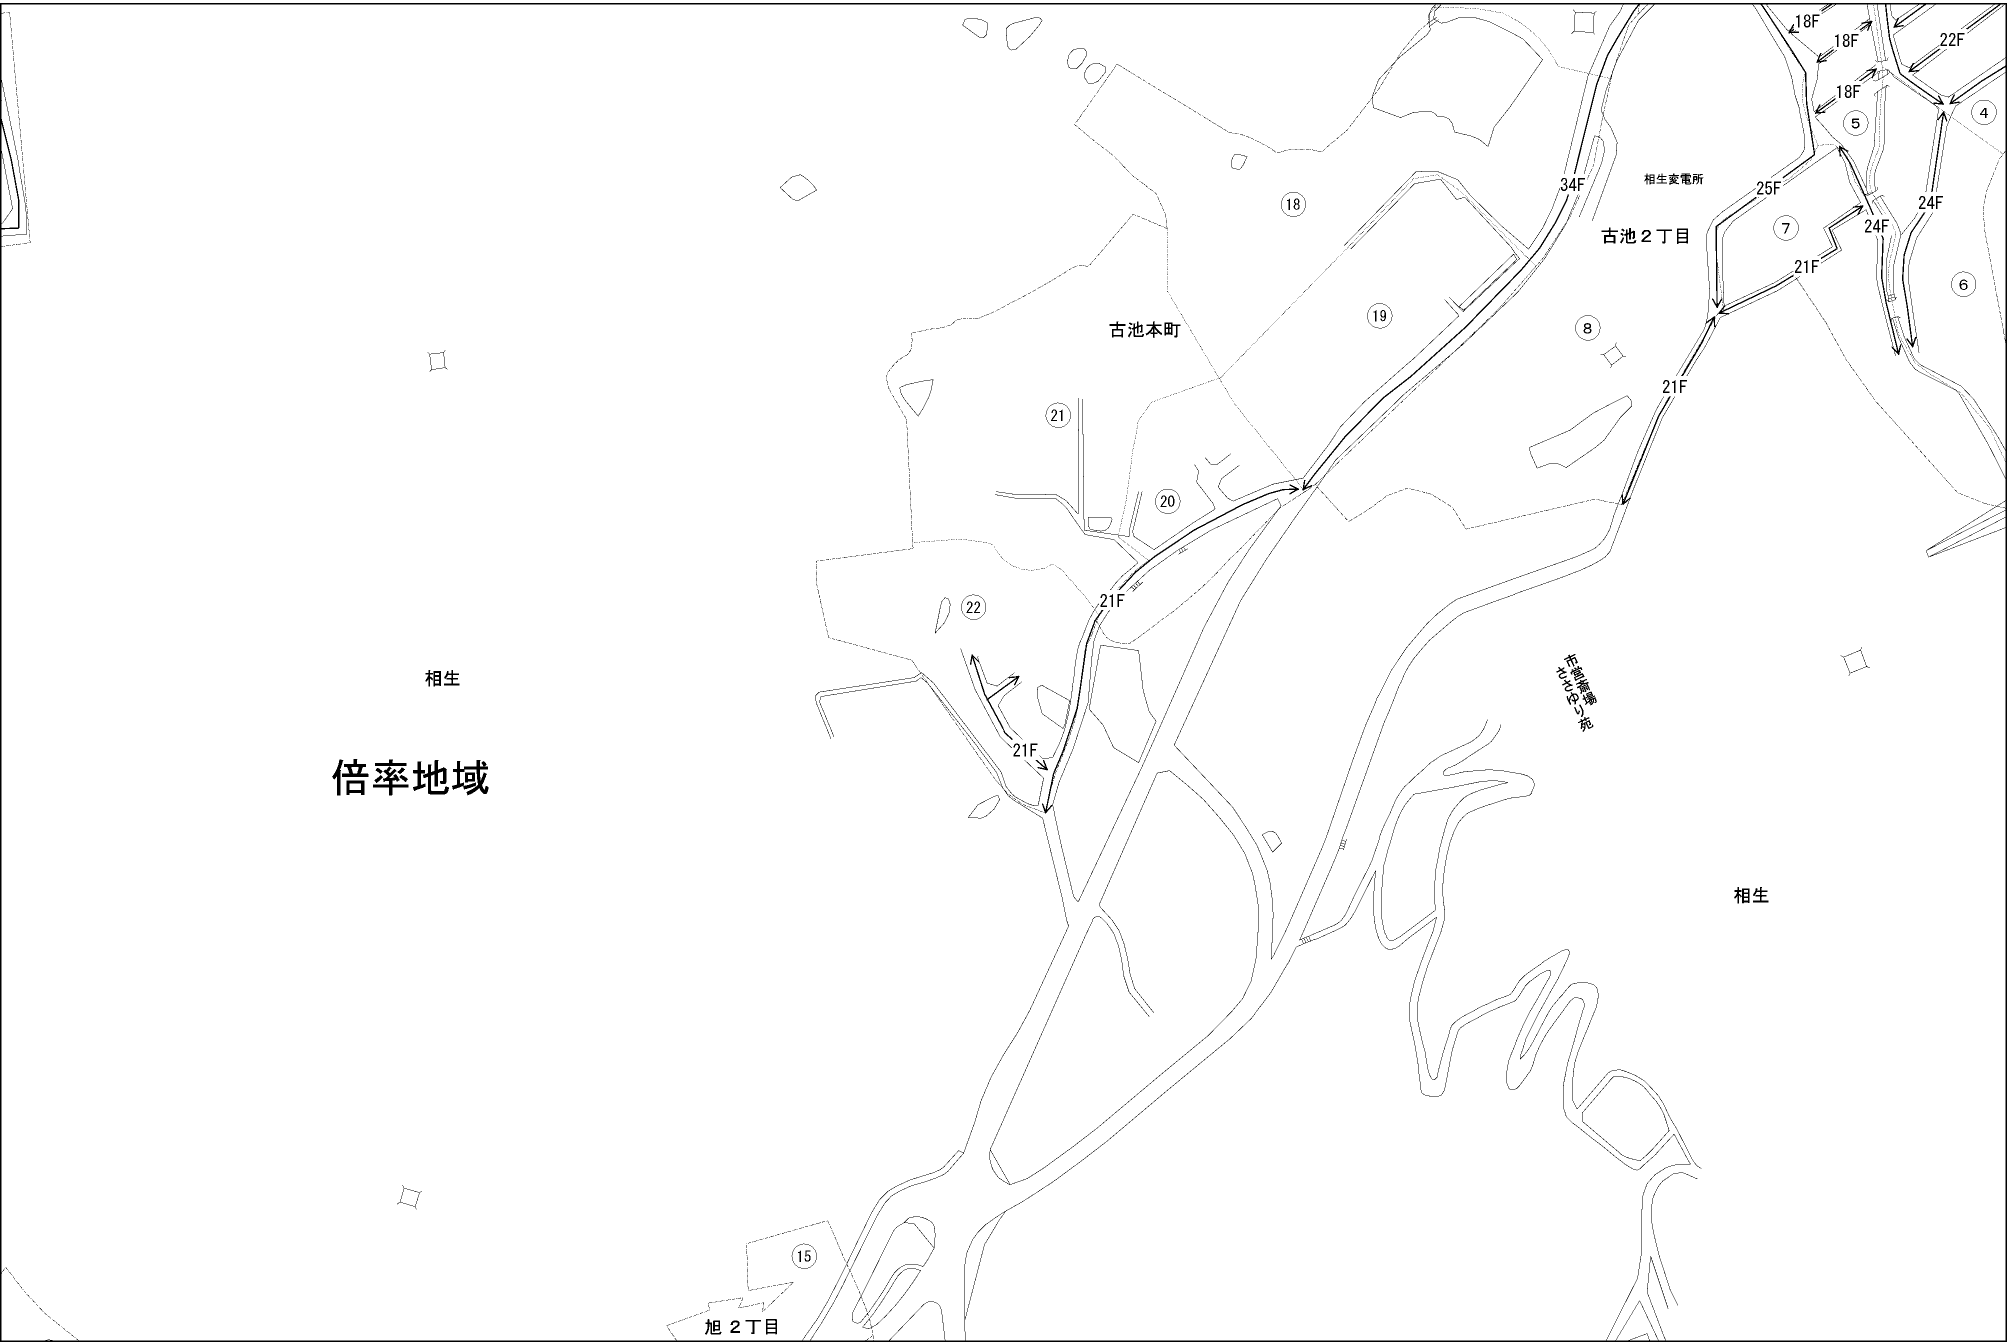 18F
18F
22F
18F
④
⑤
相生変電所
34F
25F
⑱
24F
24F
⑦
古池２丁目
21F
⑥
⑲
⑧
古池本町
21F
㉑
⑳
21F
㉒
市営斎場
ささゆり苑
相生
21F
倍率地域
相生
⑮
旭 ２丁目